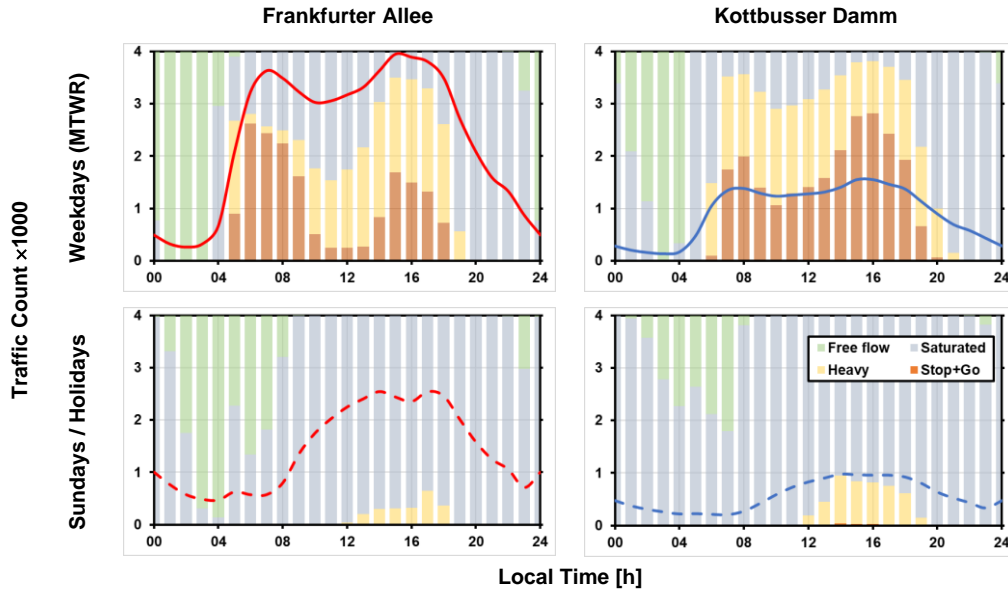 Frankfurter Allee
Kottbusser Damm
Traffic Count ×1000
Weekdays (MTWR)
4
3
2
1
0
00 04 08 12 16 20 24
4
3
2
1
0
00 04 08 12 16 20 24
Sundays / Holidays
4
3
2
1
0
00 04 08 12 16 20 24
4
3
2
1
0
Free flow Saturated
Heavy Stop+Go
00 04 08 12 16 20 24
Local Time [h]